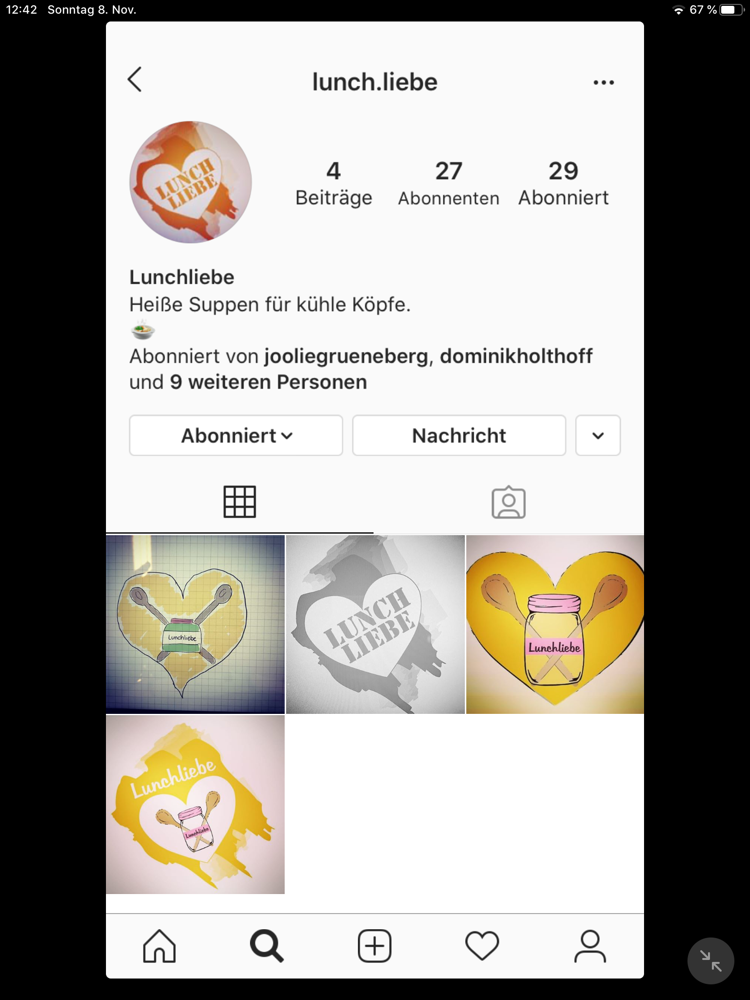 12:42 Sonntag 8. Nov. 67 %
lunch.liebe
LUNCH
LIEBE
4 27 29
Beiträge Abonnenten Abonniert
Lunchliebe
Heiße Suppen für kühle Köpfe.
Abonniert von jooliegrueneberg, dominikholthoff
und 9 weiteren Personen
Abonniert Nachricht
Lunchliebe
LUNCH
LIEBE
Lunchliebe
Lunchliebe
Lunchliebe